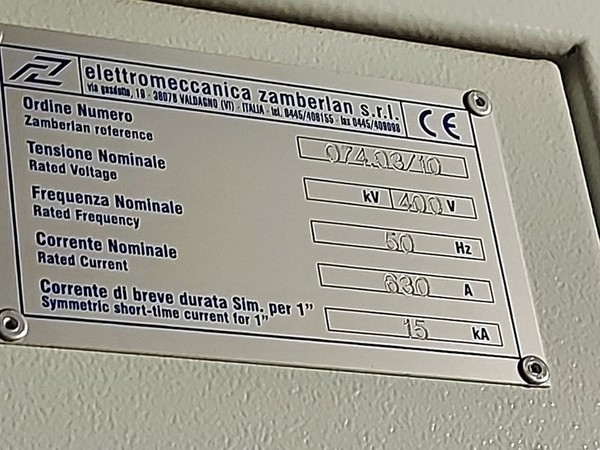 elettromeccanica zamberlan s.r.l.
via gasdotto, 19 - 36078 VALDAGNO (VI) - ITALIA - tel. 0445/408155 - fax 0445/409098
CE
Ordine Numero
Zamberlan reference
074.03/10
Tensione Nominale
Rated Voltage
kV 400 V
Frequenza Nominale
Rated Frequency
50 Hz
Corrente Nominale
Rated Current
630 A
Corrente di breve durata Sim. per 1"
Symmetric short-time current for 1"
15 kA